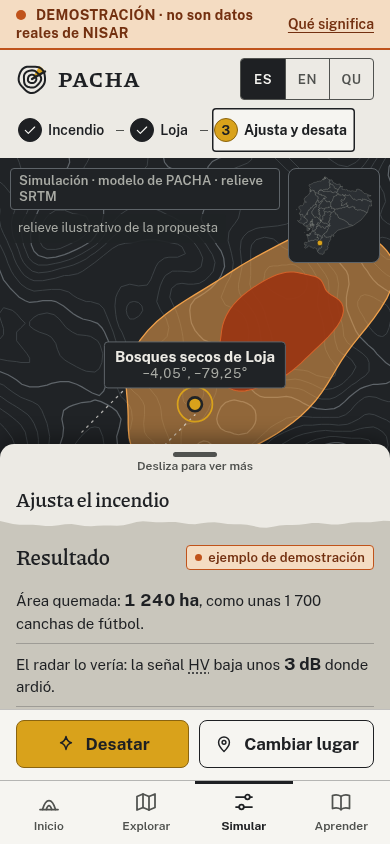 DEMOSTRACIÓN · no son datos
reales de NISAR
Qué significa
PACHA
ES EN QU
Incendio – Loja – 3 Ajusta y desata
Simulación · modelo de PACHA · relieve
SRTM
relieve ilustrativo de la propuesta
Bosques secos de Loja
−4,05°, −79,25°
Desliza para ver más
Ajusta el incendio
Resultado
ejemplo de demostración
Área quemada: 1 240 ha, como unas 1 700
canchas de fútbol.
El radar lo vería: la señal HV baja unos 3 dB donde
ardió.
Desatar
Cambiar lugar
Inicio Explorar Simular Aprender